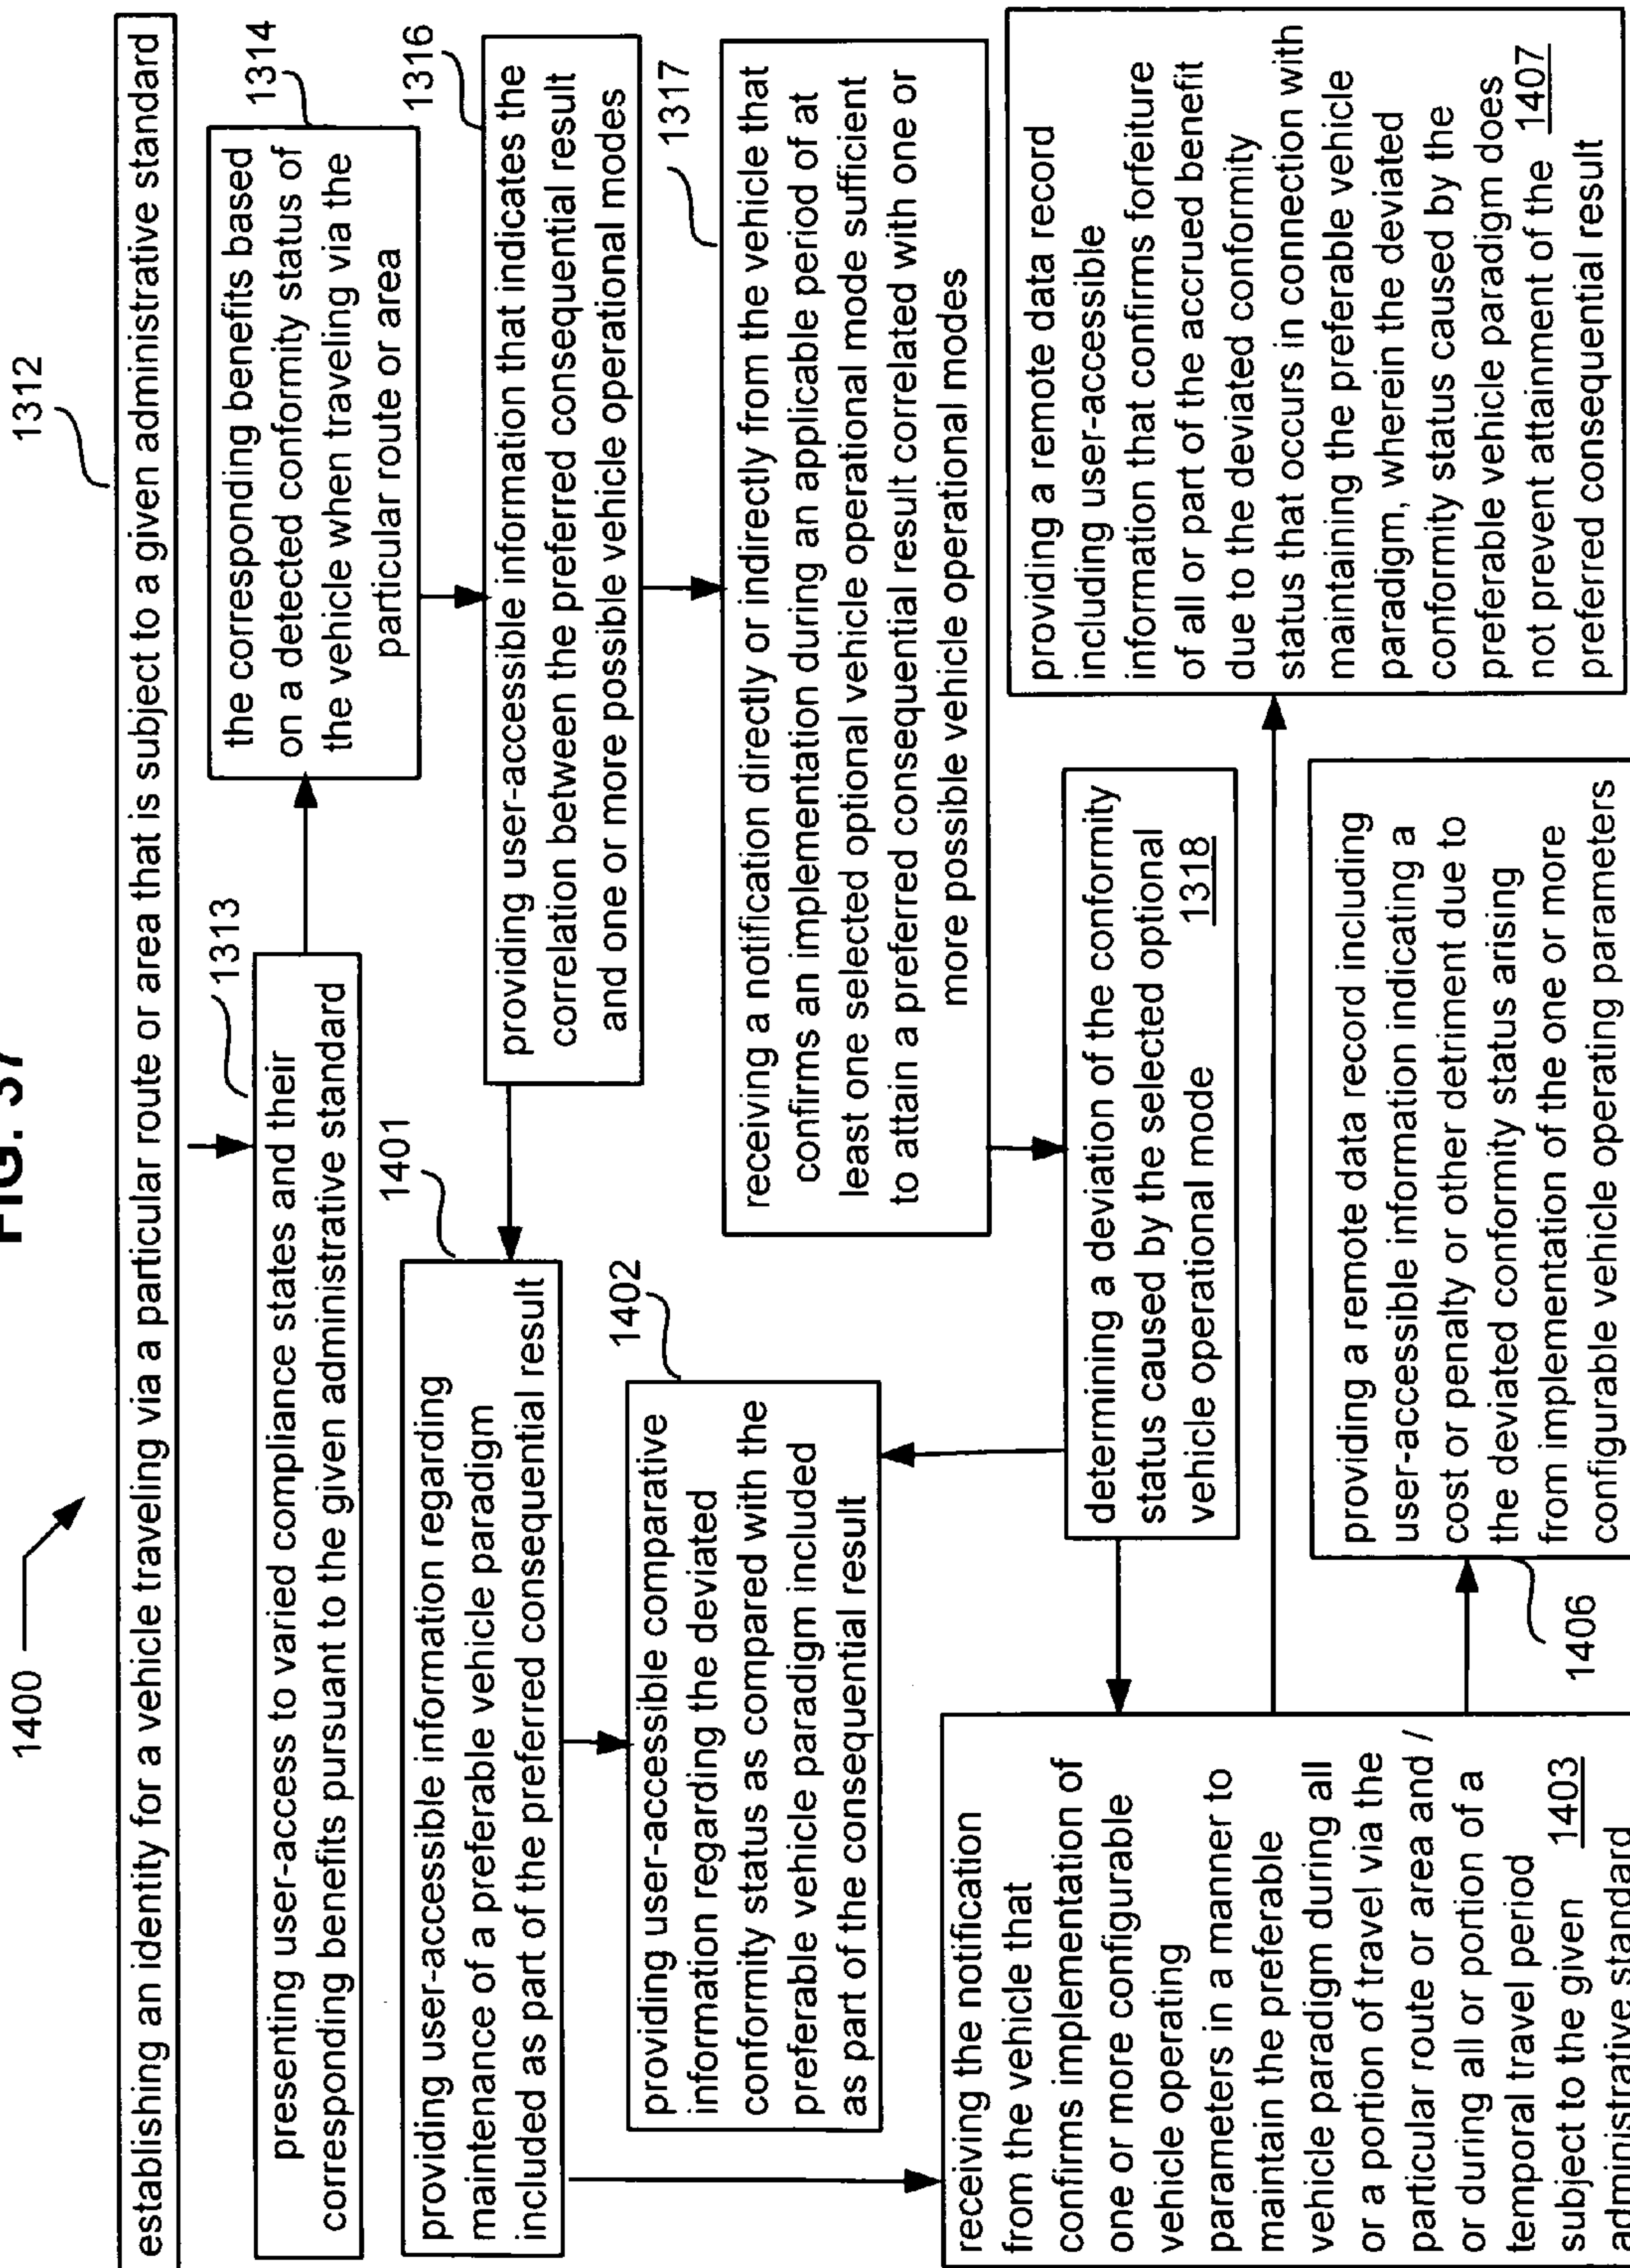 FIG. 37
1400
1312
establishing an identity for a vehicle traveling via a particular route or area that is subject to a given administrative standard
1313
presenting user-access to varied compliance states and their
corresponding benefits pursuant to the given administrative standard
1314
the corresponding benefits based
on a detected conformity status of
the vehicle when traveling via the
particular route or area
1316
providing user-accessible information that indicates the
correlation between the preferred consequential result
and one or more possible vehicle operational modes
1401
providing user-accessible information regarding
maintenance of a preferable vehicle paradigm
included as part of the preferred consequential result
1317
receiving a notification directly or indirectly from the vehicle that
confirms an implementation during an applicable period of at
least one selected optional vehicle operational mode sufficient
to attain a preferred consequential result correlated with one or
more possible vehicle operational modes
1402
providing user-accessible comparative
information regarding the deviated
conformity status as compared with the
preferable vehicle paradigm included
as part of the consequential result
determining a deviation of the conformity
status caused by the selected optional
vehicle operational mode 1318
receiving the notification
from the vehicle that
confirms implementation of
one or more configurable
vehicle operating
parameters in a manner to
maintain the preferable
vehicle paradigm during all
or a portion of travel via the
particular route or area and /
or during all or portion of a
temporal travel period
subject to the given 1403
administrative standard
1406
providing a remote data record including
user-accessible information indicating a
cost or penalty or other detriment due to
the deviated conformity status arising
from implementation of the one or more
configurable vehicle operating parameters
providing a remote data record
including user-accessible
information that confirms forfeiture
of all or part of the accrued benefit
due to the deviated conformity
status that occurs in connection with
maintaining the preferable vehicle
paradigm, wherein the deviated
conformity status caused by the
preferable vehicle paradigm does
not prevent attainment of the 1407
preferred consequential result